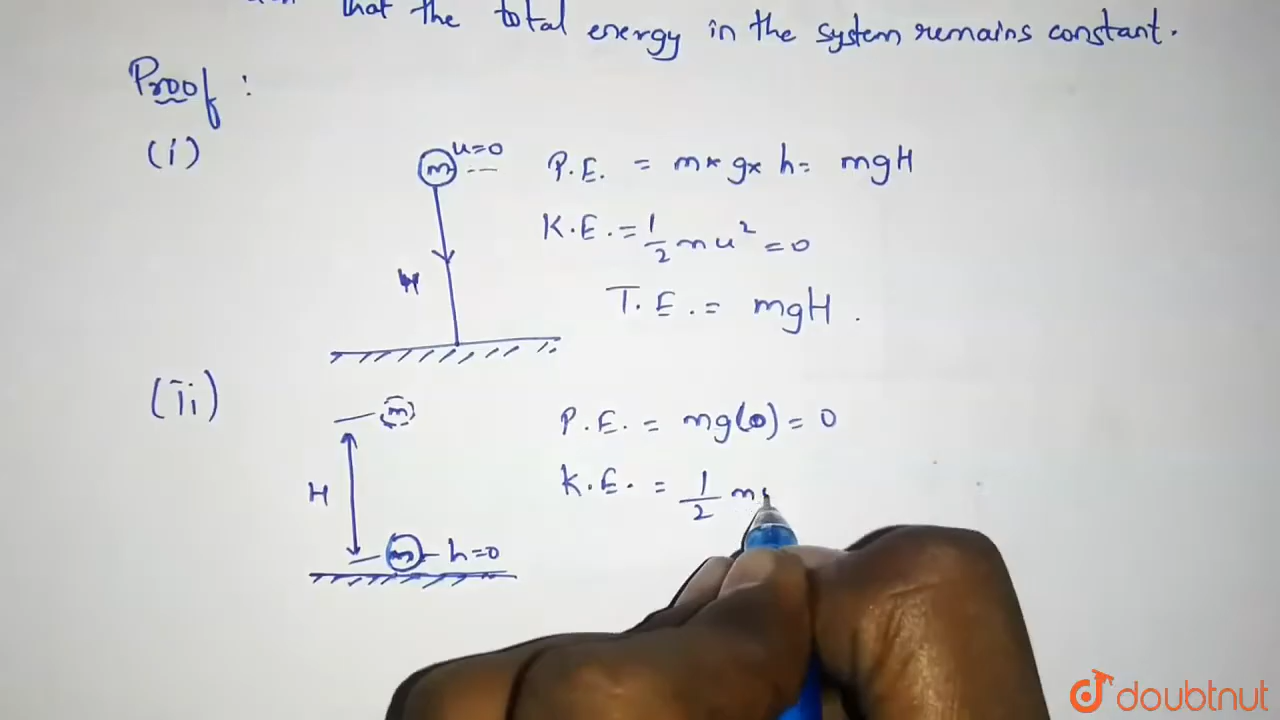 that the total energy in the system remains constant.
Proof :
(i)
m u=0
P.E. = m× g× h= mgH
K.E. = 1/2 mu² =0
H
T.E. = mgH .
(ii)
m
P.E. = mg(0) = 0
H
K.E. = 1/2 m
m h=0
doubtnut